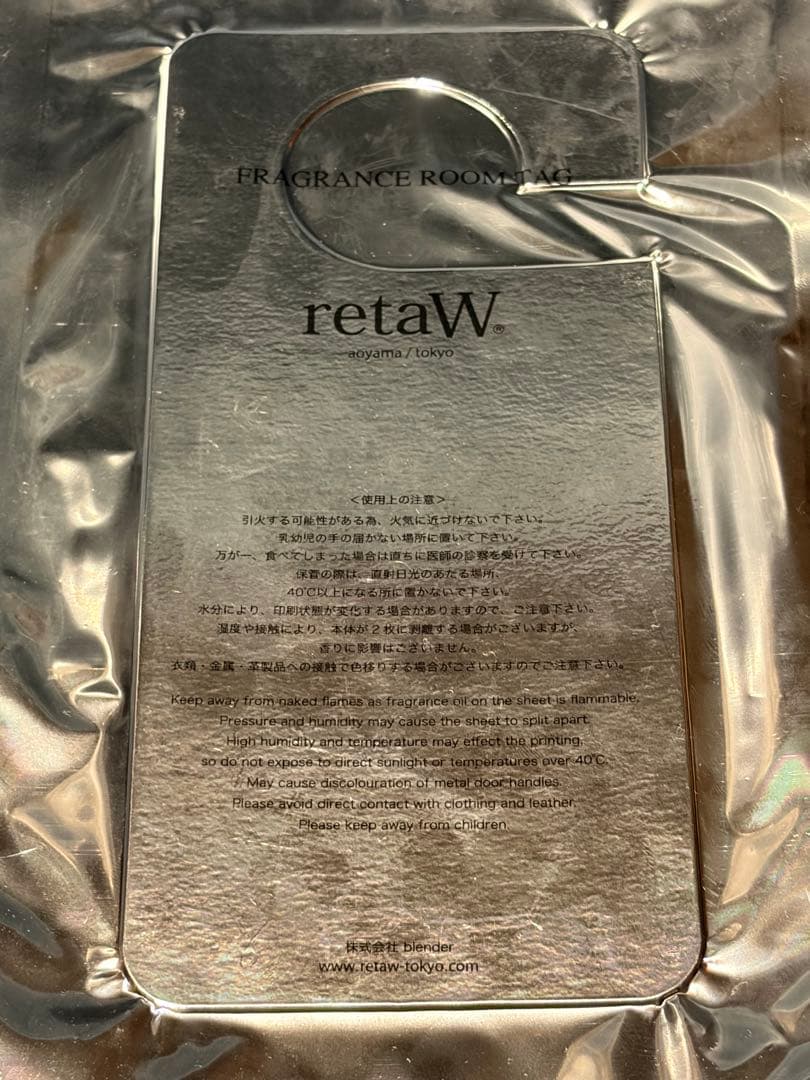 FRAGRANCE ROOM TAG
retaW®
aoyama / tokyo
＜使用上の注意＞
引火する可能性がある為、火気に近づけないで下さい。
乳幼児の手の届かない場所に置いて下さい。
万が一、食べてしまった場合は直ちに医師の診察を受けて下さい。
保管の際は、直射日光のあたる場所、
40℃以上になる所に置かないで下さい。
水分により、印刷状態が変化する場合がありますので、ご注意下さい。
湿度や接触により、本体が2枚に剥離する場合がございますが、
香りに影響はございません。
衣類・金属・革製品への接触で色移りする場合がございますのでご注意下さい。
Keep away from naked flames as fragrance oil on the sheet is flammable.
Pressure and humidity may cause the sheet to split apart.
High humidity and temperature may effect the printing,
so do not expose to direct sunlight or temperatures over 40℃.
May cause discolouration of metal door handles.
Please avoid direct contact with clothing and leather.
Please keep away from children.
株式会社 blender
www.retaw-tokyo.com